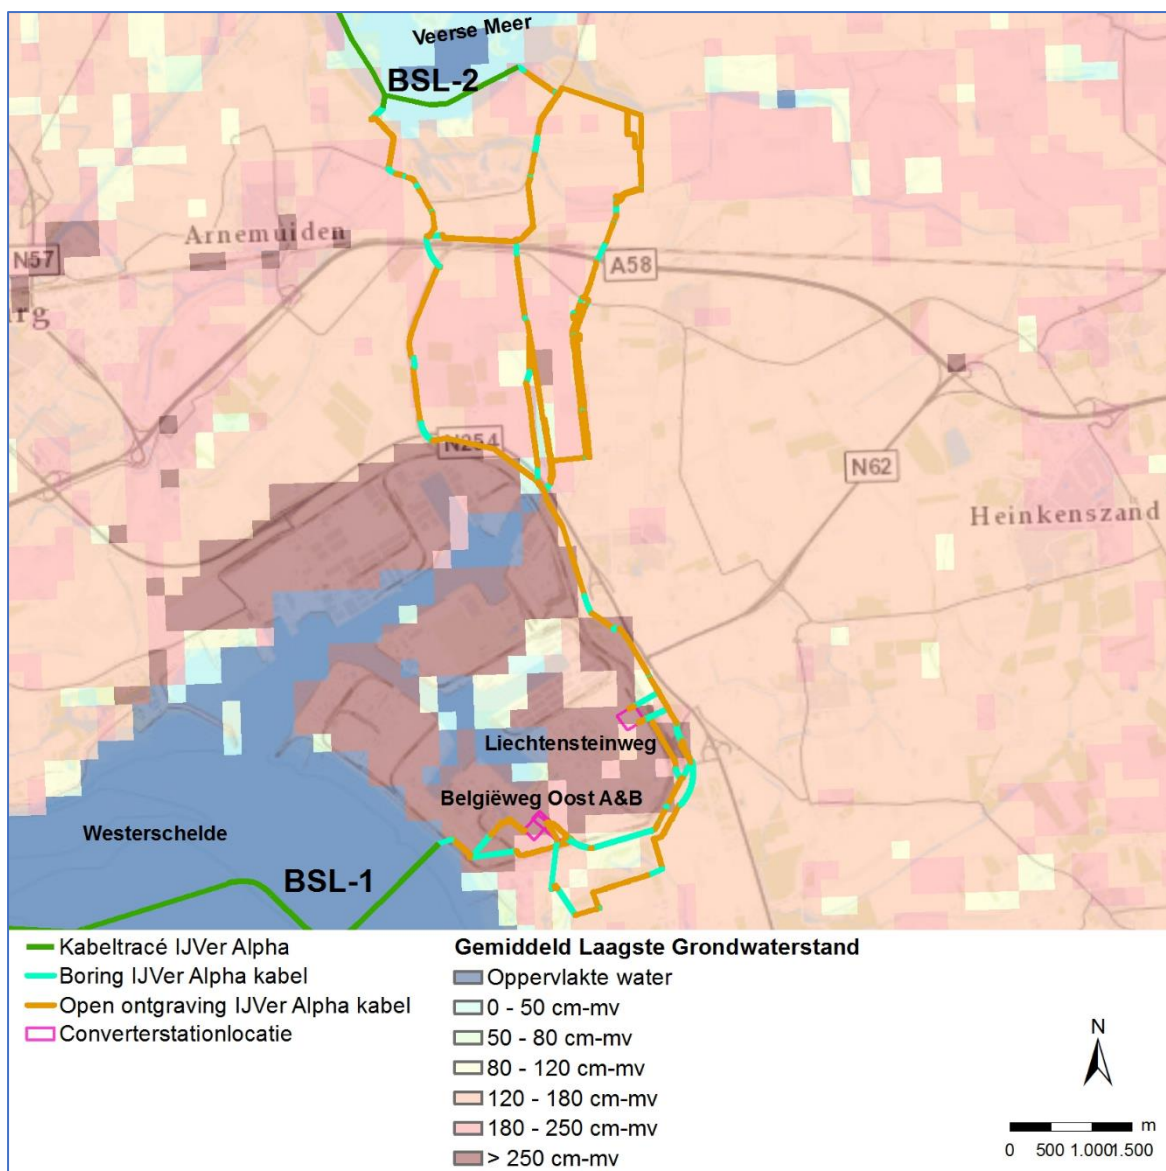 Veerse Meer
BSL-2
Arnemuiden
N57
A58
rg
N254
N62
Heinkenszand
Liechtensteinweg
Belgiëweg Oost A&B
Westerschelde
BSL-1
Kabeltracé IJVer Alpha
Boring IJVer Alpha kabel
Open ontgraving IJVer Alpha kabel
Converterstationlocatie
Gemiddeld Laagste Grondwaterstand
Oppervlakte water
0 - 50 cm-mv
50 - 80 cm-mv
80 - 120 cm-mv
120 - 180 cm-mv
180 - 250 cm-mv
> 250 cm-mv
N
m
0 500 1.000 1.500